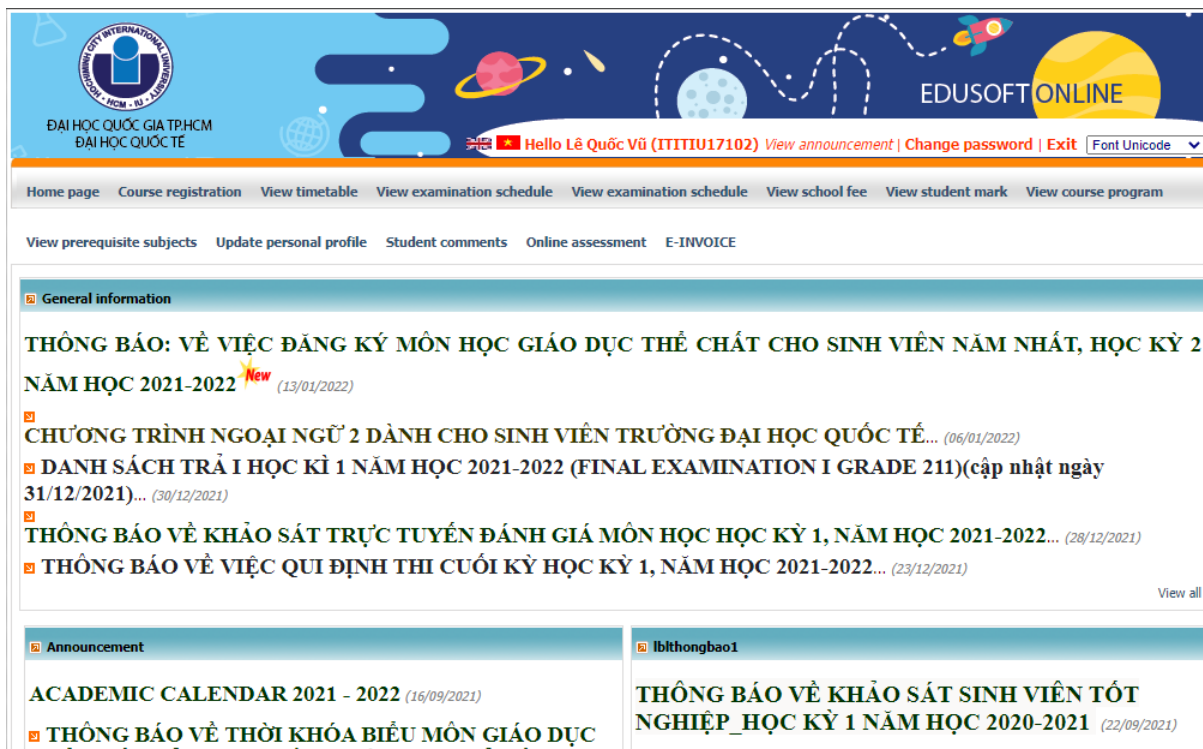 HOCHIMINH CITY INTERNATIONAL UNIVERSITY
HCM - IU
ĐẠI HỌC QUỐC GIA TP.HCM
ĐẠI HỌC QUỐC TẾ
EDUSOFT ONLINE
Hello Lê Quốc Vũ (ITITIU17102) View announcement | Change password | Exit Font Unicode
Home page Course registration View timetable View examination schedule View examination schedule View school fee View student mark View course program
View prerequisite subjects Update personal profile Student comments Online assessment E-INVOICE
General information
THÔNG BÁO: VỀ VIỆC ĐĂNG KÝ MÔN HỌC GIÁO DỤC THỂ CHẤT CHO SINH VIÊN NĂM NHẤT, HỌC KỲ 2
NĂM HỌC 2021-2022 New (13/01/2022)
CHƯƠNG TRÌNH NGOẠI NGỮ 2 DÀNH CHO SINH VIÊN TRƯỜNG ĐẠI HỌC QUỐC TẾ... (06/01/2022)
DANH SÁCH TRẢ I HỌC KÌ 1 NĂM HỌC 2021-2022 (FINAL EXAMINATION I GRADE 211)(cập nhật ngày
31/12/2021)... (30/12/2021)
THÔNG BÁO VỀ KHẢO SÁT TRỰC TUYẾN ĐÁNH GIÁ MÔN HỌC HỌC KỲ 1, NĂM HỌC 2021-2022... (28/12/2021)
THÔNG BÁO VỀ VIỆC QUI ĐỊNH THI CUỐI KỲ HỌC KỲ 1, NĂM HỌC 2021-2022... (23/12/2021)
View all
Announcement
ACADEMIC CALENDAR 2021 - 2022 (16/09/2021)
THÔNG BÁO VỀ THỜI KHÓA BIỂU MÔN GIÁO DỤC
lblthongbao1
THÔNG BÁO VỀ KHẢO SÁT SINH VIÊN TỐT
NGHIỆP_HỌC KỲ 1 NĂM HỌC 2020-2021 (22/09/2021)